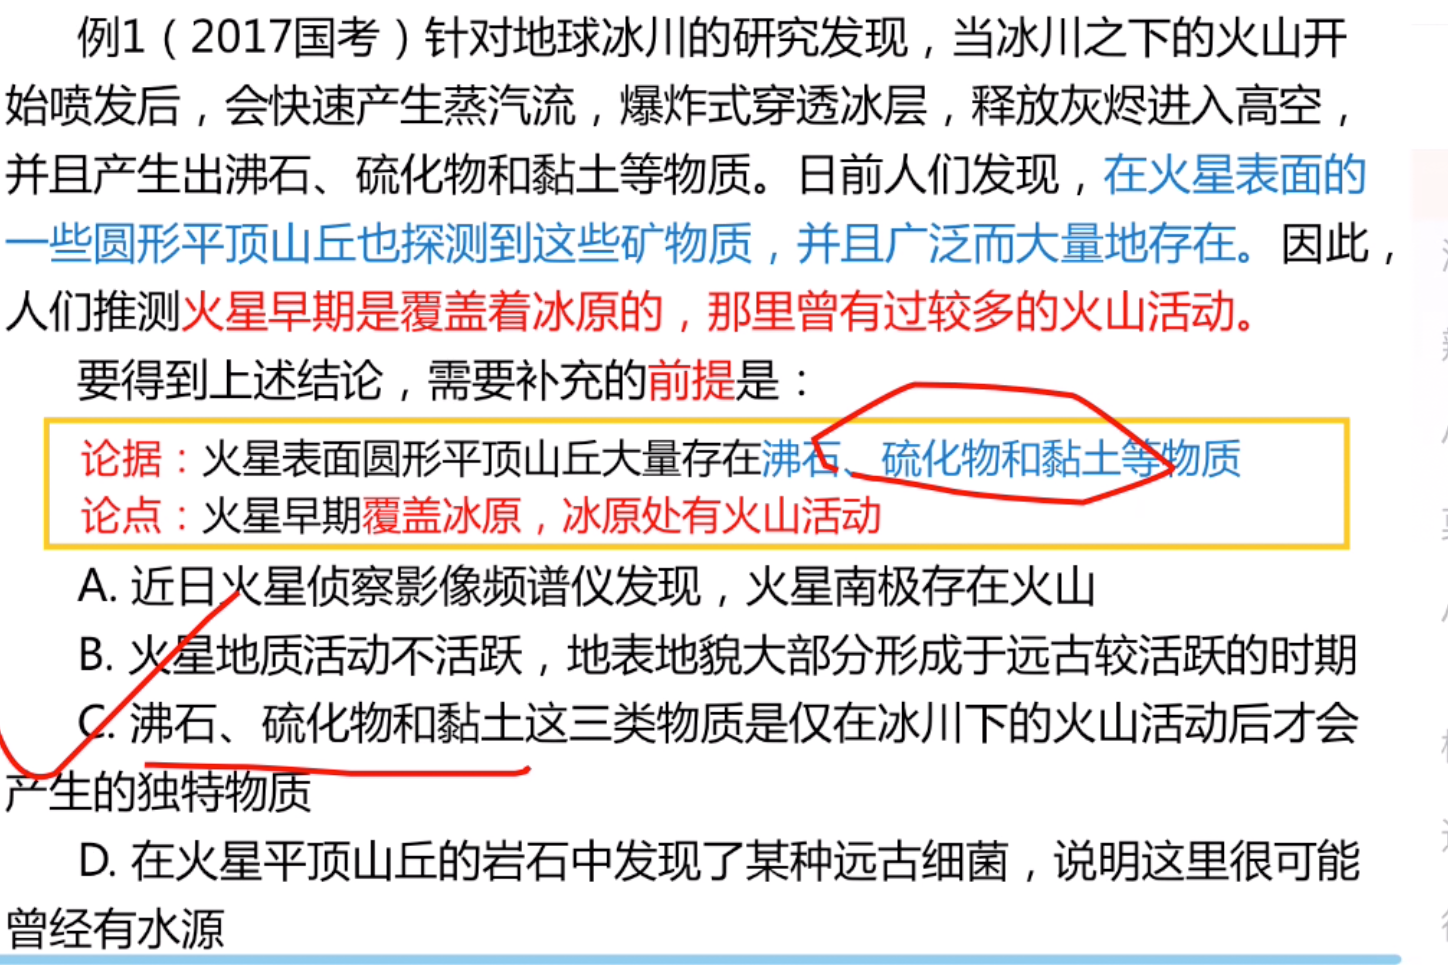 例1（2017国考）针对地球冰川的研究发现，当冰川之下的火山开
始喷发后，会快速产生蒸汽流，爆炸式穿透冰层，释放灰烬进入高空，
并且产生出沸石、硫化物和黏土等物质。日前人们发现，在火星表面的
一些圆形平顶山丘也探测到这些矿物质，并且广泛而大量地存在。因此，
人们推测火星早期是覆盖着冰原的，那里曾有过较多的火山活动。
要得到上述结论，需要补充的前提是：
论据：火星表面圆形平顶山丘大量存在沸石、硫化物和黏土等物质
论点：火星早期覆盖冰原，冰原处有火山活动
A. 近日火星侦察影像频谱仪发现，火星南极存在火山
B. 火星地质活动不活跃，地表地貌大部分形成于远古较活跃的时期
C. 沸石、硫化物和黏土这三类物质是仅在冰川下的火山活动后才会
产生的独特物质
D. 在火星平顶山丘的岩石中发现了某种远古细菌，说明这里很可能
曾经有水源